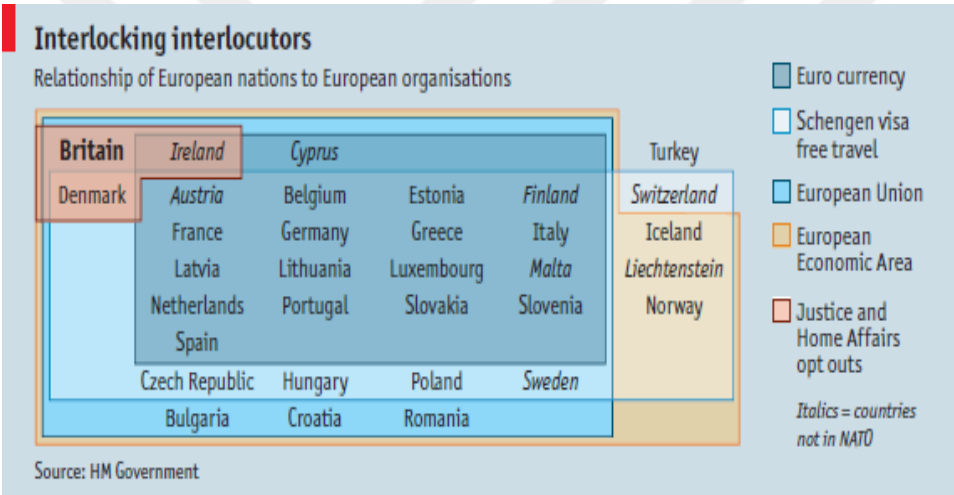 Interlocking interlocutors
Relationship of European nations to European organisations
Britain Ireland Cyprus Turkey
Denmark Austria Belgium Estonia Finland Switzerland
France Germany Greece Italy Iceland
Latvia Lithuania Luxembourg Malta Liechtenstein
Netherlands Portugal Slovakia Slovenia Norway
Spain
Czech Republic Hungary Poland Sweden
Bulgaria Croatia Romania
Euro currency
Schengen visa
free travel
European Union
European
Economic Area
Justice and
Home Affairs
opt outs
Italics = countries
not in NATO
Source: HM Government